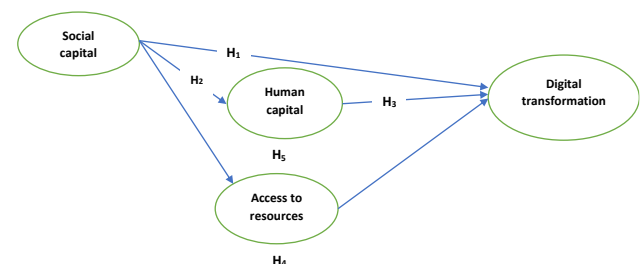 Social
capital
H₁
H₂
Human
capital
H₃
Digital
transformation
H₅
Access to
resources
H₄